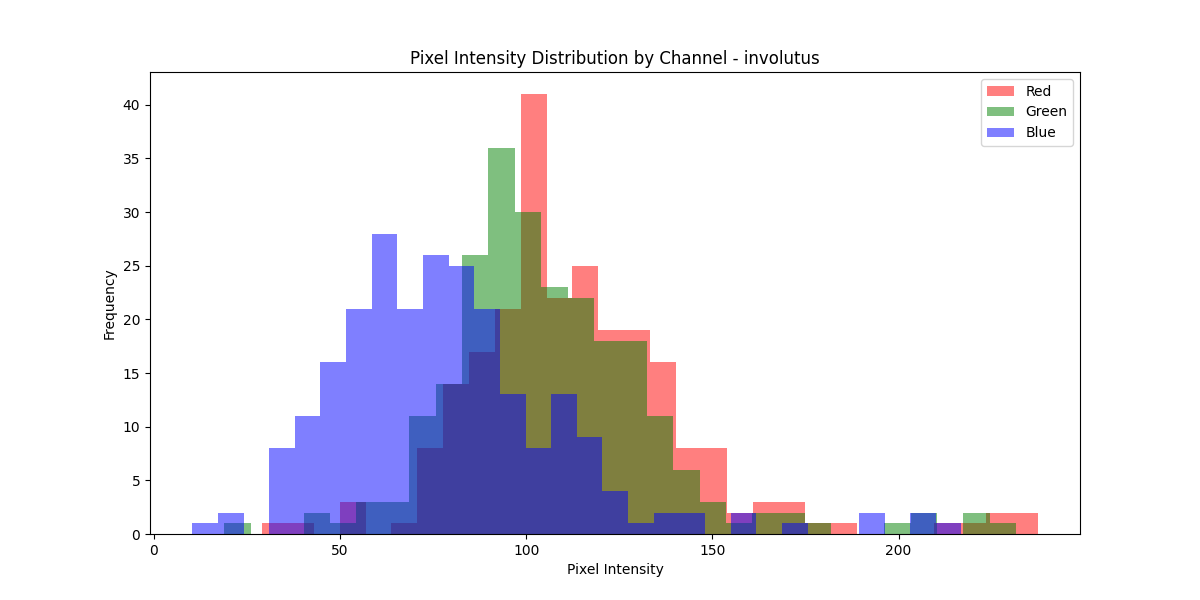 Pixel Intensity Distribution by Channel - involutus
Red
Green
Blue
Frequency
40
35
30
25
20
15
10
5
0
0 50 100 150 200
Pixel Intensity